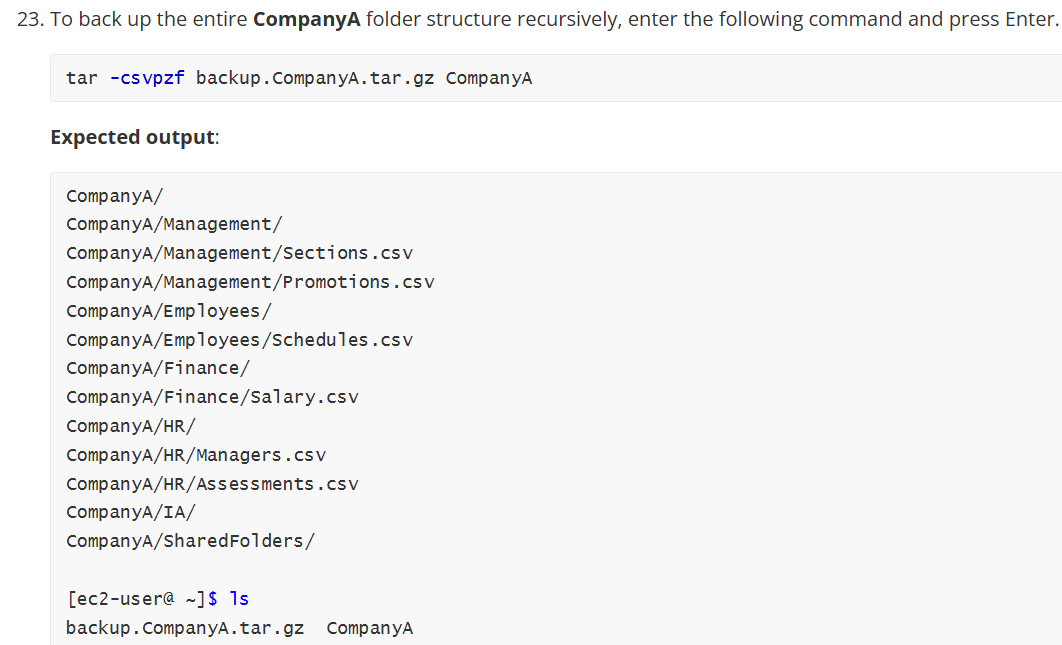 23. To back up the entire CompanyA folder structure recursively, enter the following command and press Enter.
tar -csvpzf backup.CompanyA.tar.gz CompanyA
Expected output:
CompanyA/
CompanyA/Management/
CompanyA/Management/Sections.csv
CompanyA/Management/Promotions.csv
CompanyA/Employees/
CompanyA/Employees/Schedules.csv
CompanyA/Finance/
CompanyA/Finance/Salary.csv
CompanyA/HR/
CompanyA/HR/Managers.csv
CompanyA/HR/Assessments.csv
CompanyA/IA/
CompanyA/SharedFolders/
[ec2-user@ ~]$ ls
backup.CompanyA.tar.gz  CompanyA